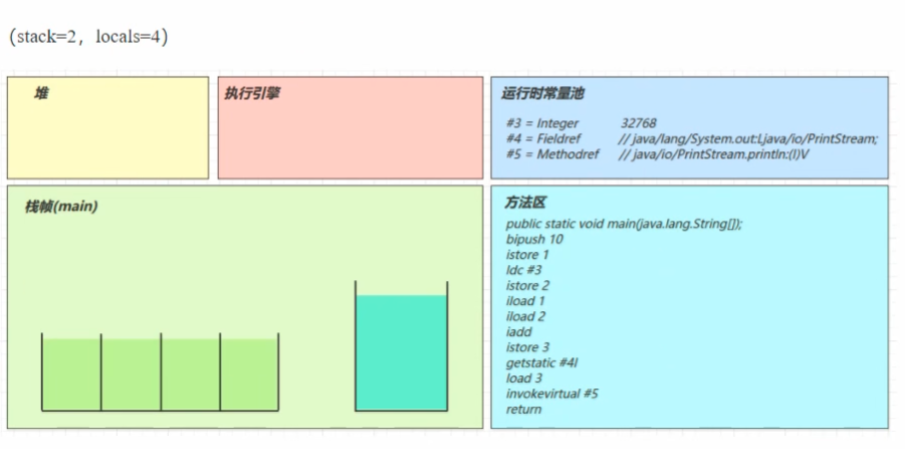 (stack=2, locals=4)
堆
执行引擎
运行时常量池
#3 = Integer 32768
#4 = Fieldref // java/lang/System.out:Ljava/io/PrintStream;
#5 = Methodref // java/io/PrintStream.println:(I)V
栈帧(main)
方法区
public static void main(java.lang.String[]);
bipush 10
istore 1
ldc #3
istore 2
iload 1
iload 2
iadd
istore 3
getstatic #4I
load 3
invokevirtual #5
return